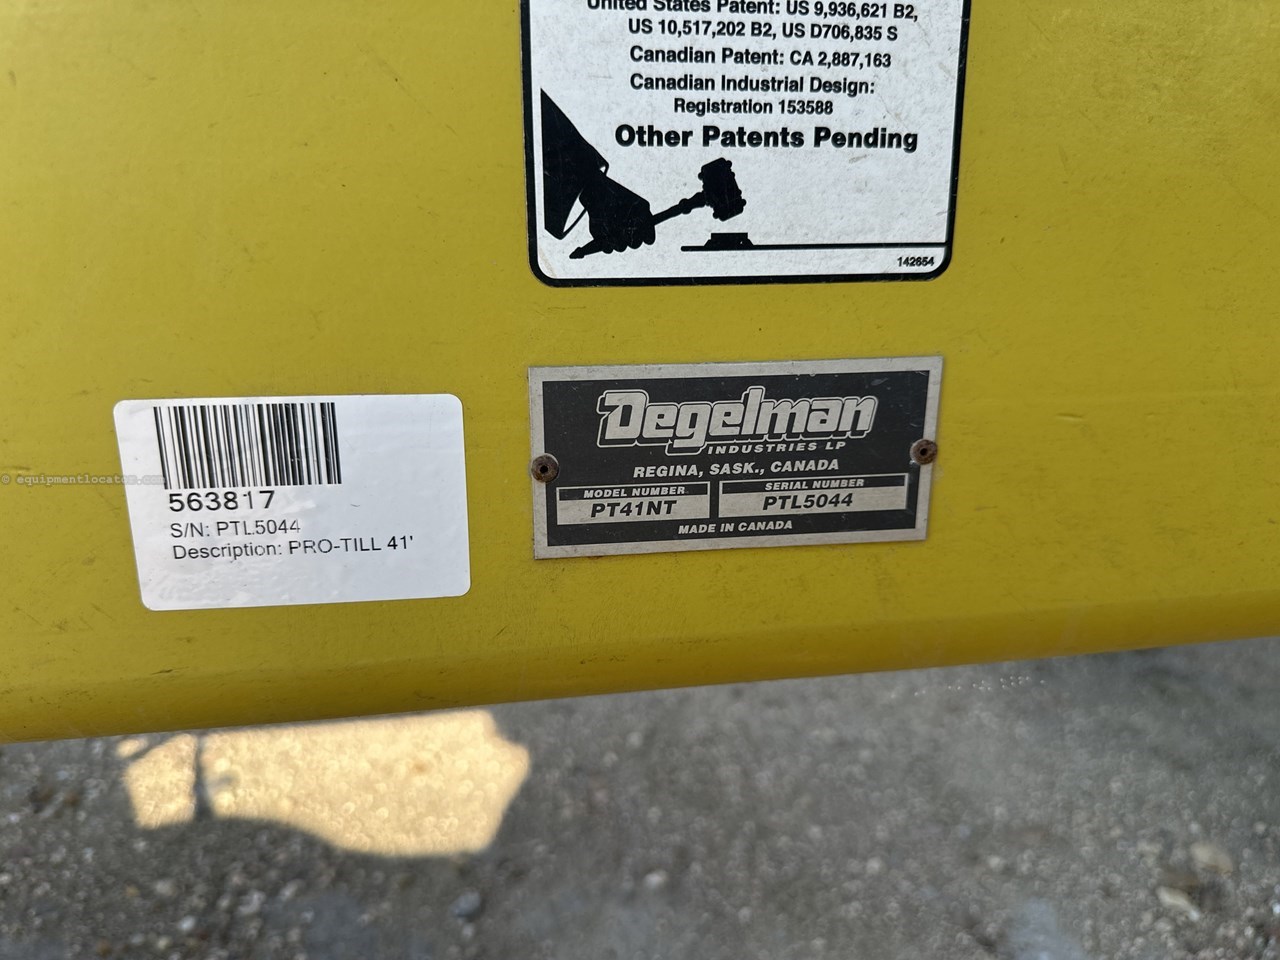 United States Patent: US 9,936,621 B2,
US 10,517,202 B2, US D706,835 S
Canadian Patent: CA 2,887,163
Canadian Industrial Design:
Registration 153588
Other Patents Pending
142654
563817
S/N: PTL5044
Description: PRO-TILL 41'
Degelman
INDUSTRIES LP
REGINA, SASK., CANADA
MODEL NUMBER
PT41NT
SERIAL NUMBER
PTL5044
MADE IN CANADA
© equipmentlocator.com